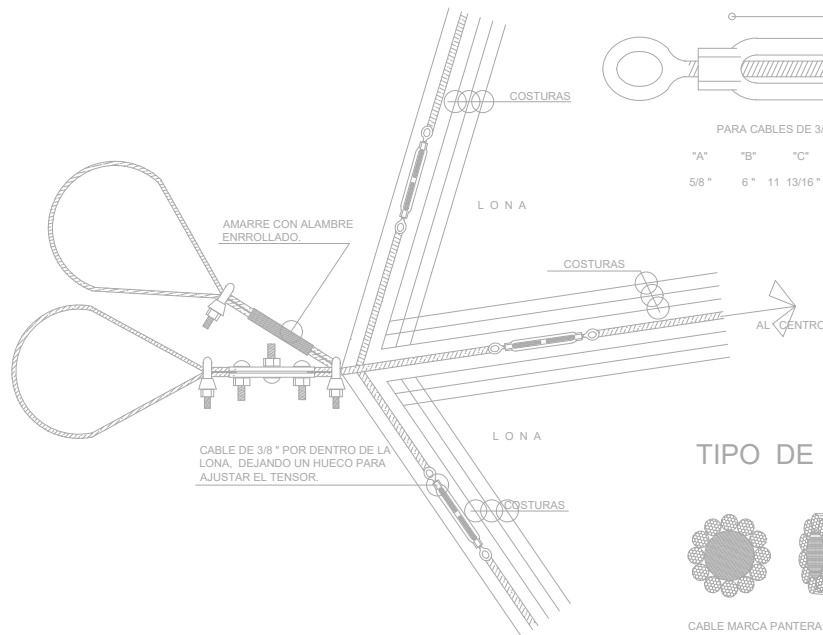 COSTURAS
PARA CABLES DE 3/
"A" "B" "C"
5/8 " 6 " 11 13/16 "
L O N A
AMARRE CON ALAMBRE
ENRROLLADO.
COSTURAS
AL CENTRO
L O N A
CABLE DE 3/8 " POR DENTRO DE LA
LONA, DEJANDO UN HUECO PARA
AJUSTAR EL TENSOR.
TIPO DE
COSTURAS
CABLE MARCA PANTERA